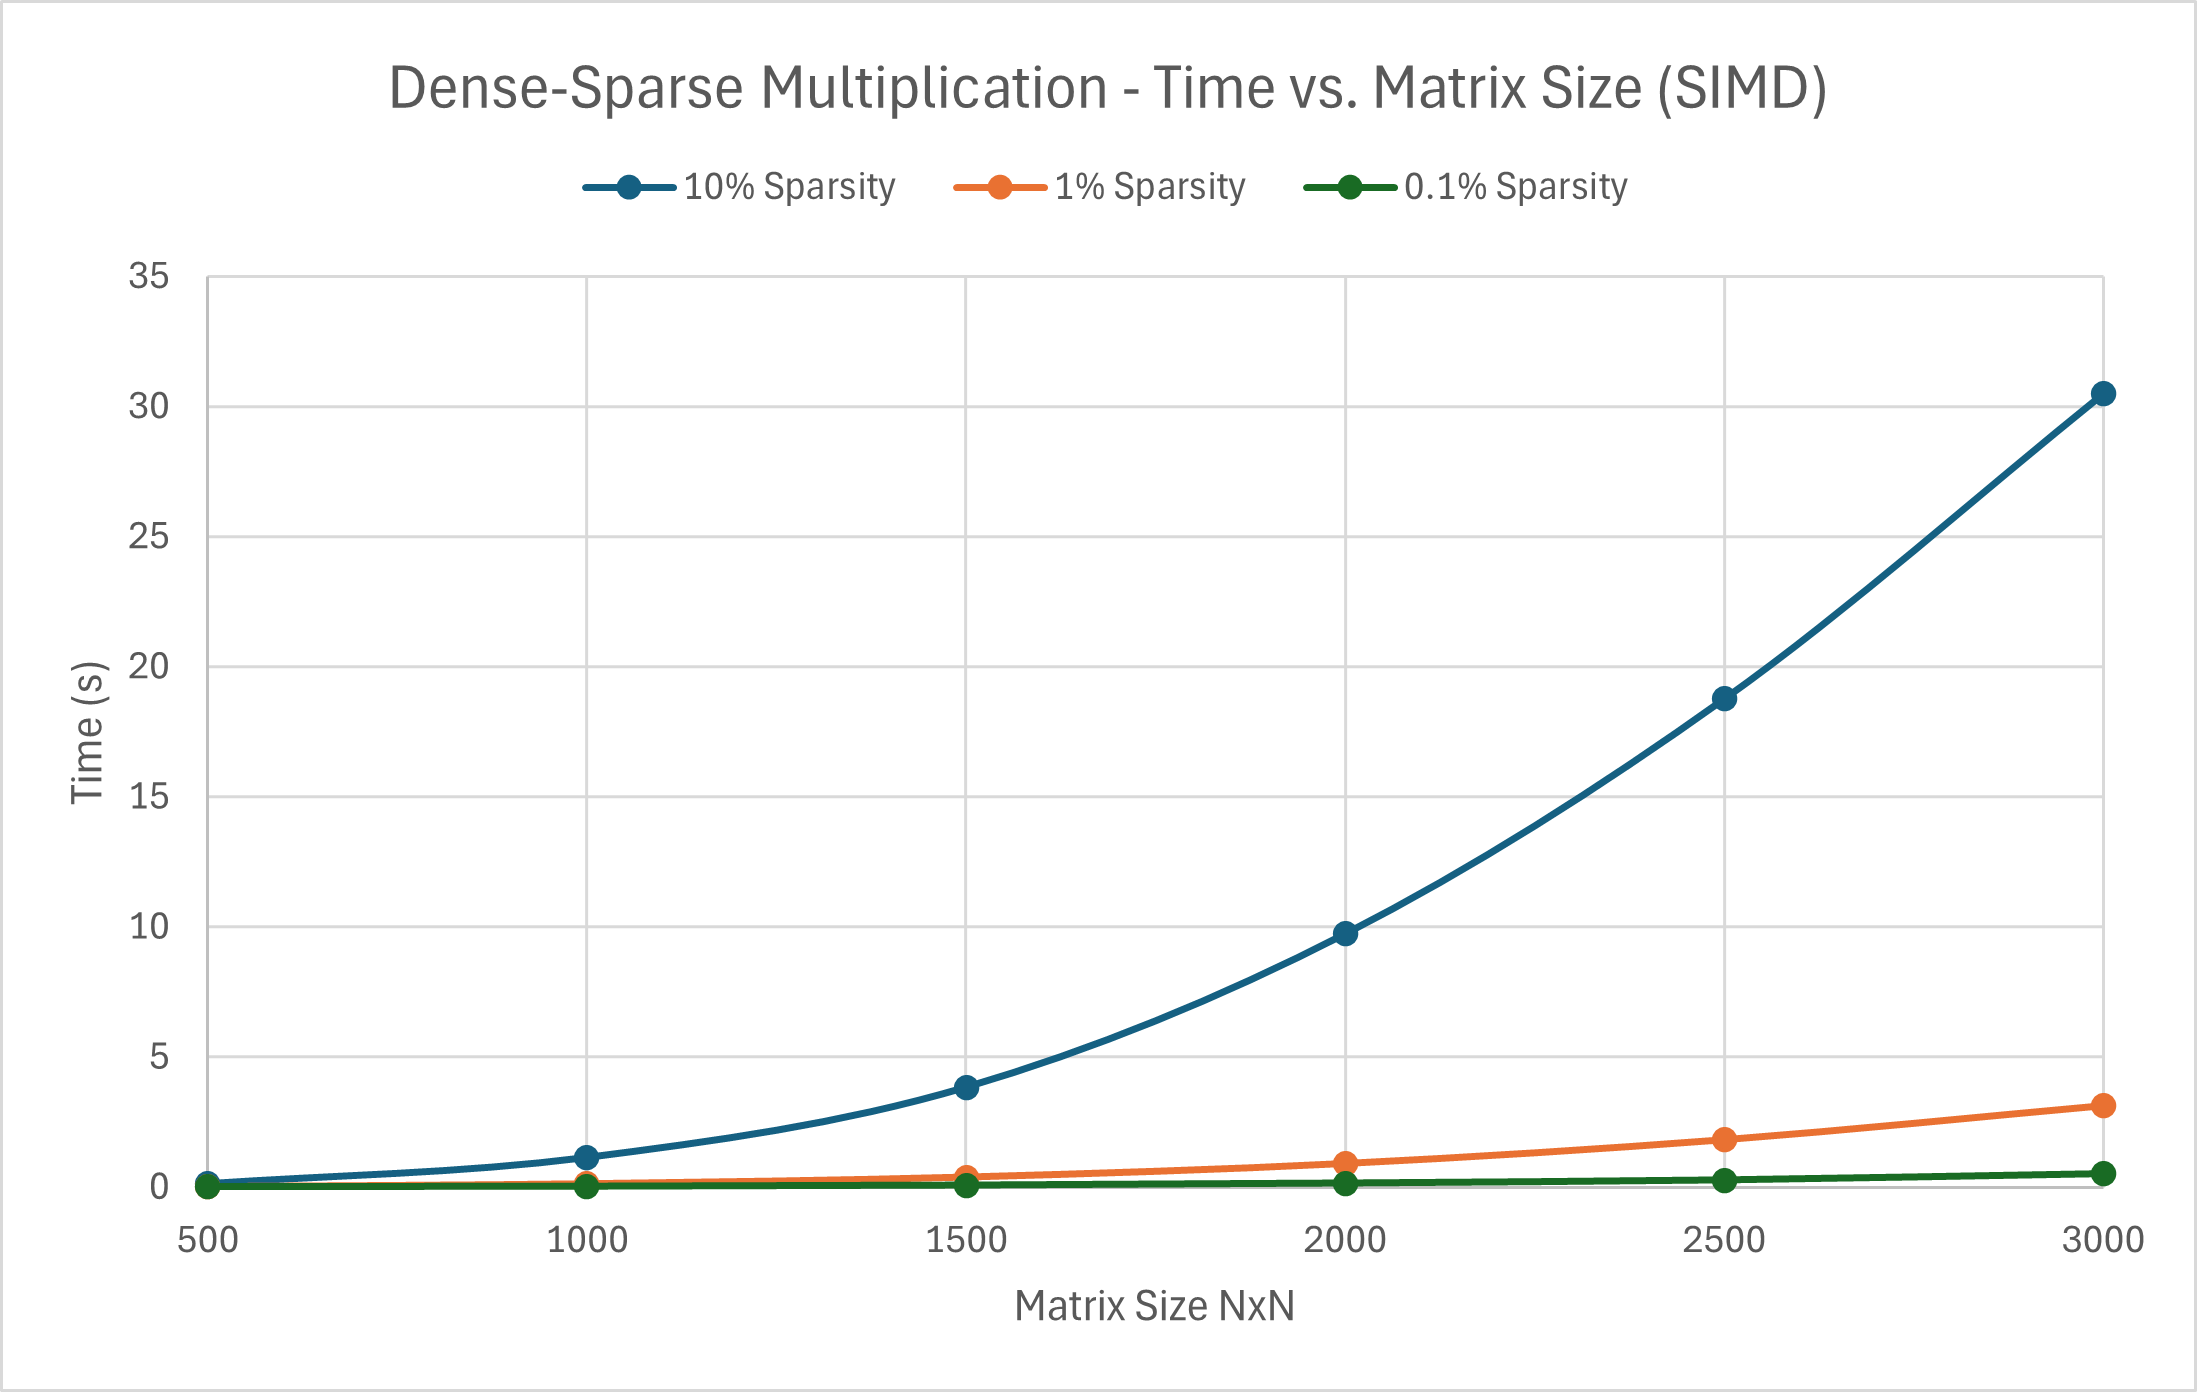 Dense-Sparse Multiplication - Time vs. Matrix Size (SIMD)
10% Sparsity 1% Sparsity 0.1% Sparsity
35
30
25
20
15
10
5
0
Time (s)
500 1000 1500 2000 2500 3000
Matrix Size NxN